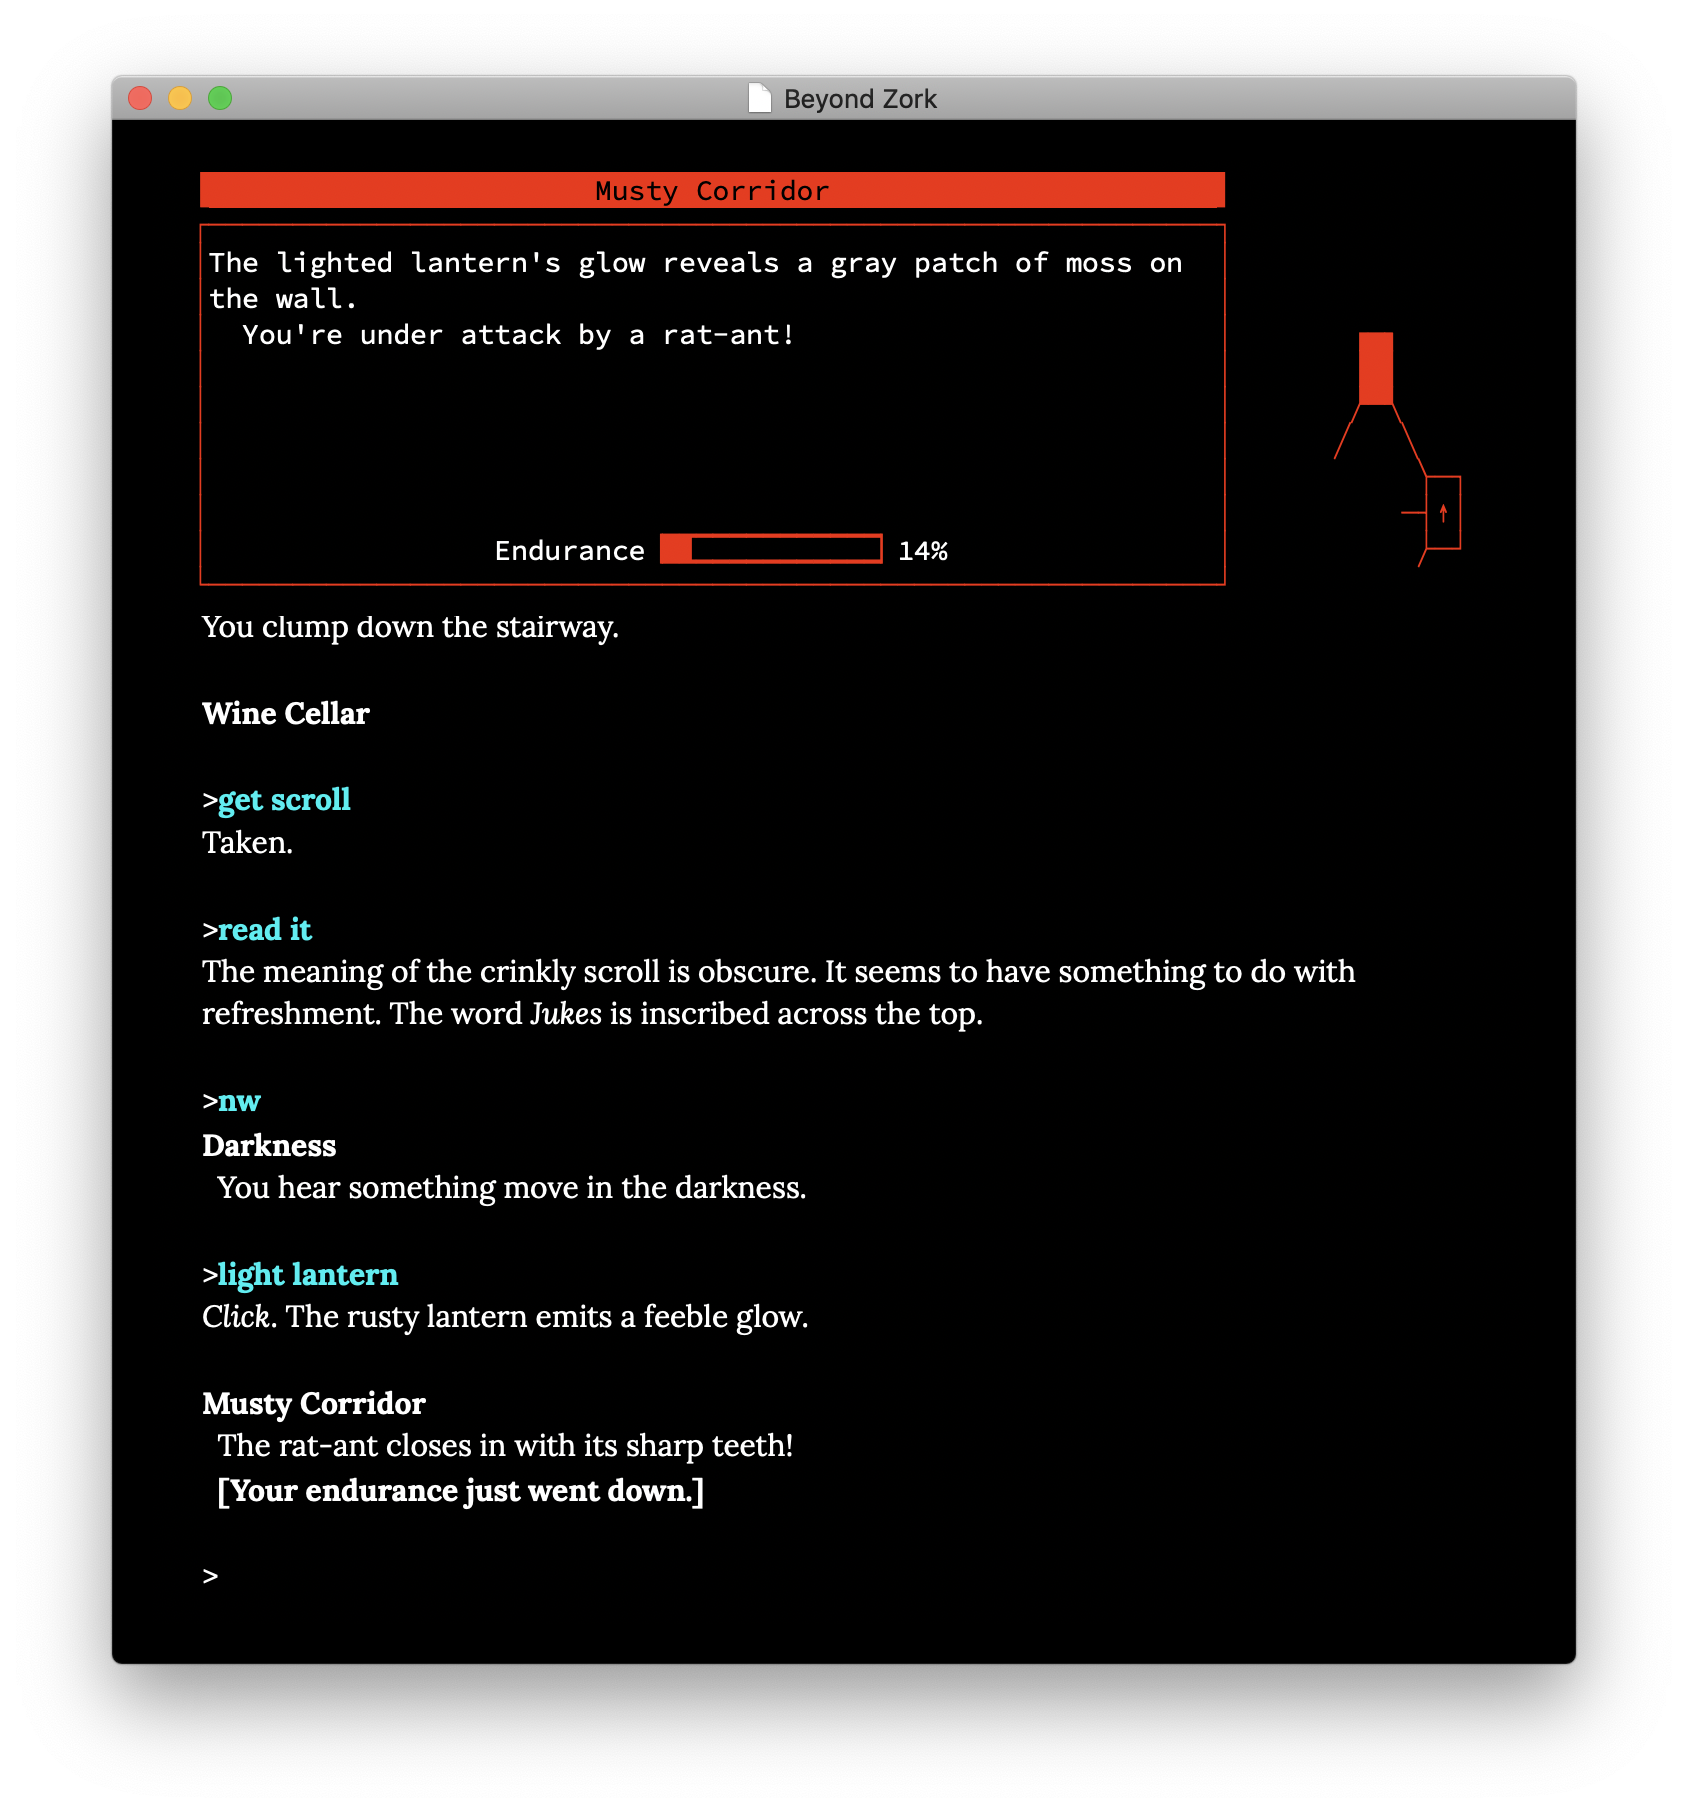 Beyond Zork
Musty Corridor
The lighted lantern's glow reveals a gray patch of moss on
the wall.
You're under attack by a rat-ant!
↑
Endurance 14%
You clump down the stairway.
Wine Cellar
>get scroll
Taken.
>read it
The meaning of the crinkly scroll is obscure. It seems to have something to do with
refreshment. The word Jukes is inscribed across the top.
>nw
Darkness
You hear something move in the darkness.
>light lantern
Click. The rusty lantern emits a feeble glow.
Musty Corridor
The rat-ant closes in with its sharp teeth!
[Your endurance just went down.]
>